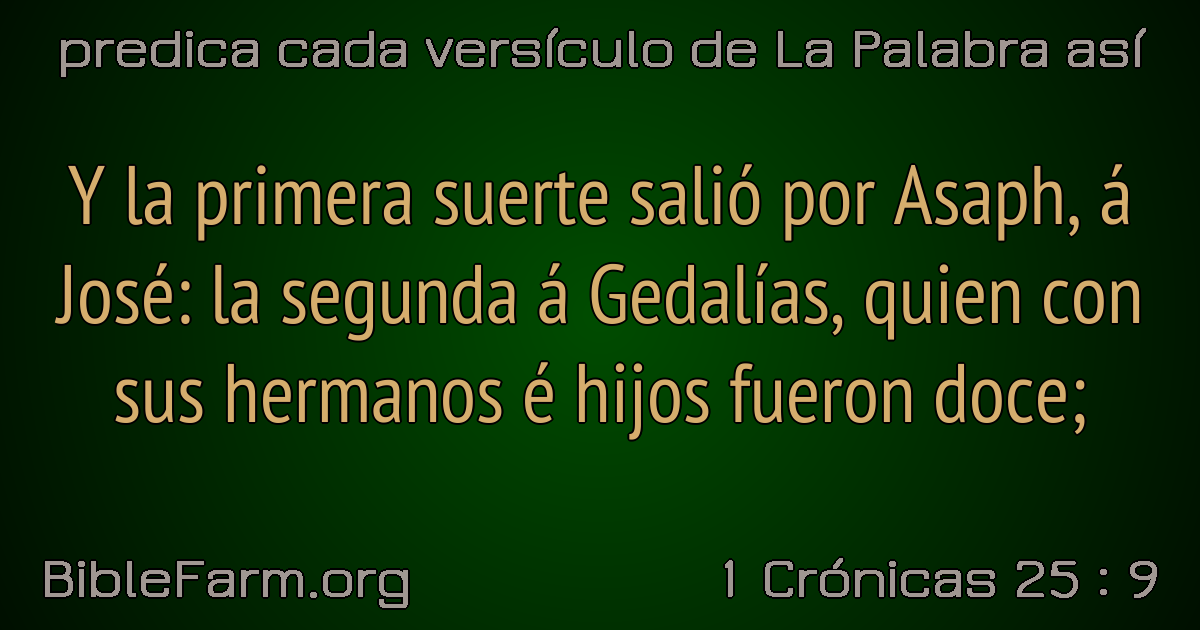 predica cada versículo de La Palabra así
Y la primera suerte salió por Asaph, á
José: la segunda á Gedalías, quien con
sus hermanos é hijos fueron doce;
BibleFarm.org
1 Crónicas 25 : 9